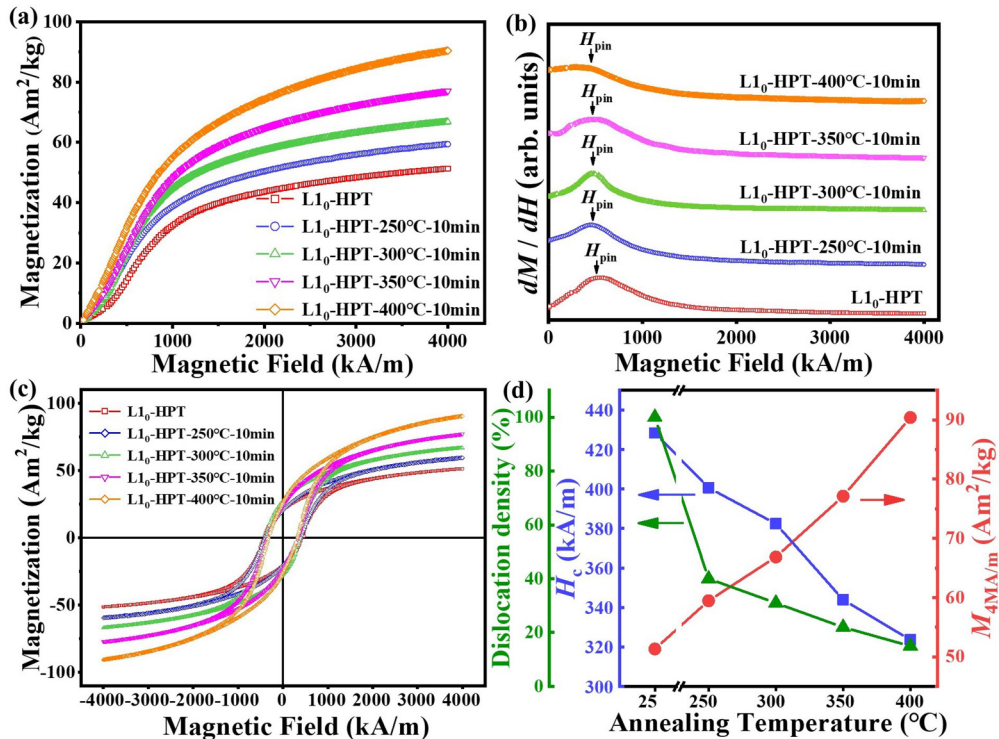 (a)
100
80
60
40
20
0
Magnetization (Am²/kg)
L1₀-HPT
L1₀-HPT-250℃-10min
L1₀-HPT-300℃-10min
L1₀-HPT-350℃-10min
L1₀-HPT-400℃-10min
0 1000 2000 3000 4000
Magnetic Field (kA/m)
(b)
dM / dH (arb. units)
Hpin
L1₀-HPT-400℃-10min
Hpin
L1₀-HPT-350℃-10min
Hpin
L1₀-HPT-300℃-10min
Hpin
L1₀-HPT-250℃-10min
Hpin
L1₀-HPT
0 1000 2000 3000 4000
Magnetic Field (kA/m)
(c)
100
50
0
-50
-100
Magnetization (Am²/kg)
L1₀-HPT
L1₀-HPT-250℃-10min
L1₀-HPT-300℃-10min
L1₀-HPT-350℃-10min
L1₀-HPT-400℃-10min
-4000-3000-2000-1000 0 1000 2000 3000 4000
Magnetic Field (kA/m)
(d)
Dislocation density (%)
100
80
60
40
20
0
Hc (kA/m)
440
420
400
380
360
340
320
300
M4MA/m (Am²/kg)
90
80
70
60
50
25 250 300 350 400
Annealing Temperature (℃)